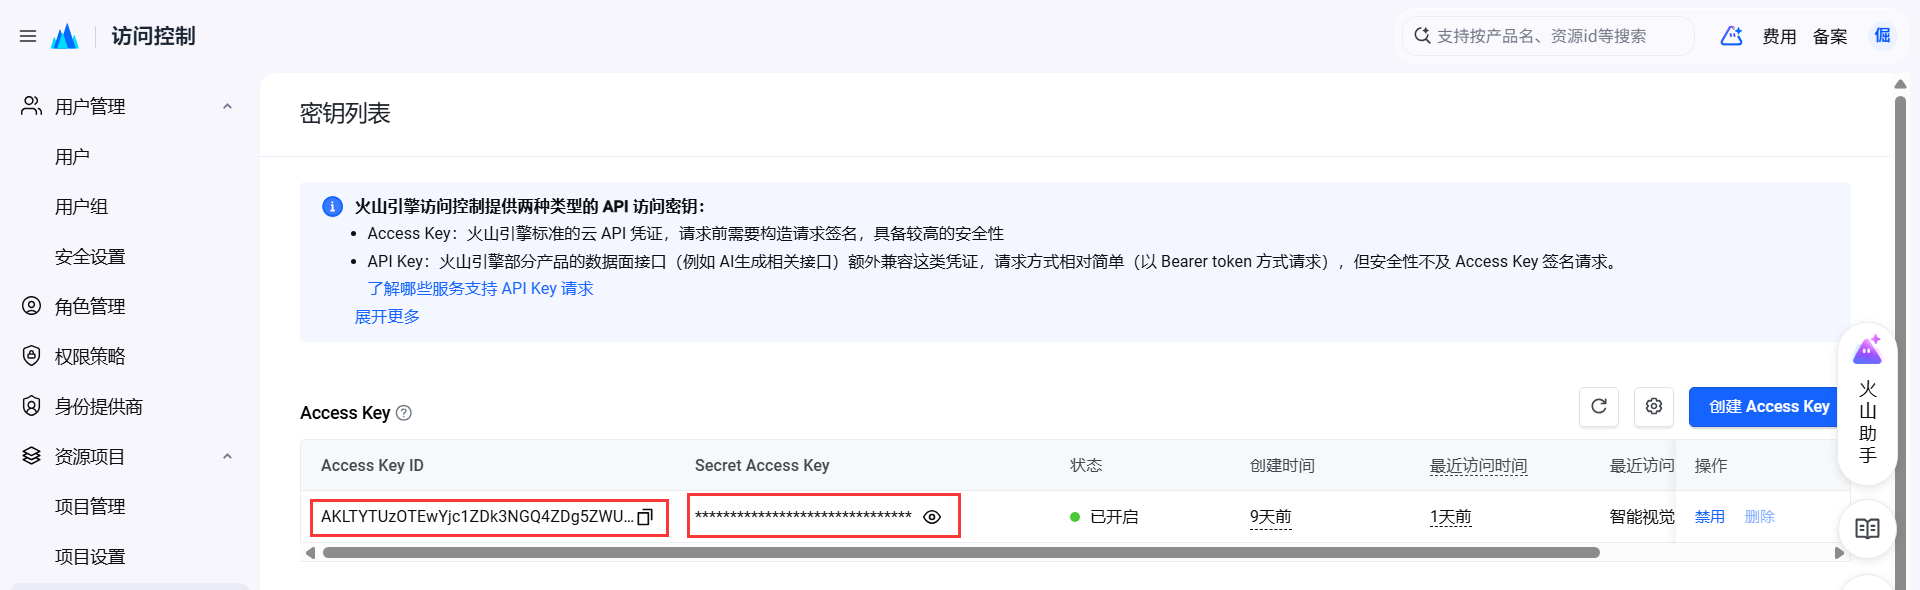 访问控制
支持按产品名、资源id等搜索
费用
备案
倔
用户管理
用户
用户组
安全设置
角色管理
权限策略
身份提供商
资源项目
项目管理
项目设置
密钥列表
火山引擎访问控制提供两种类型的 API 访问密钥：
• Access Key：火山引擎标准的云 API 凭证，请求前需要构造请求签名，具备较高的安全性
• API Key：火山引擎部分产品的数据面接口（例如 AI生成相关接口）额外兼容这类凭证，请求方式相对简单（以 Bearer token 方式请求），但安全性不及 Access Key 签名请求。
了解哪些服务支持 API Key 请求
展开更多
Access Key
创建 Access Key
Access Key ID Secret Access Key 状态 创建时间 最近访问时间 最近访问 操作
AKLTYTUzOTEwYjc1ZDk3NGQ4ZDg5ZWU... ******************************* 已开启 9天前 1天前 智能视觉 禁用 删除
火山助手